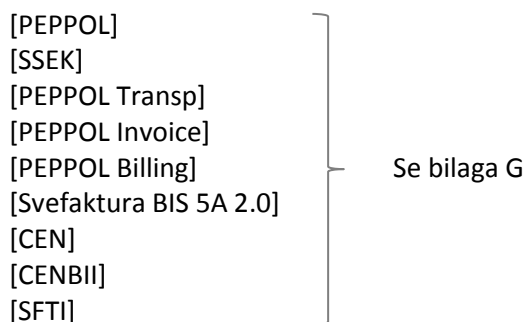 [PEPPOL]
[SSEK]
[PEPPOL Transp]
[PEPPOL Invoice]
[PEPPOL Billing]
Se bilaga G
[Svefaktura BIS 5A 2.0]
[CEN]
[CENBII]
[SFTI]